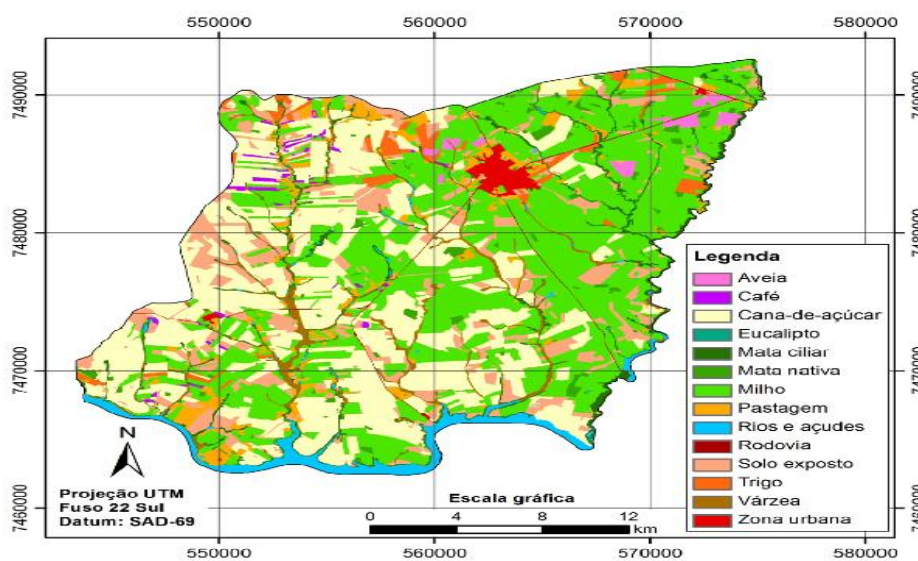 550000 560000 570000 580000
7490000 7490000
7480000 7480000
7470000 7470000
7460000 7460000
Legenda
Aveia
Café
Cana-de-açúcar
Eucalipto
Mata ciliar
Mata nativa
Milho
Pastagem
Rios e açudes
Rodovia
Solo exposto
Trigo
Várzea
Zona urbana
N
Projeção UTM
Fuso 22 Sul
Datum: SAD-69
Escala gráfica
0 4 8 12
km
550000 560000 570000 580000